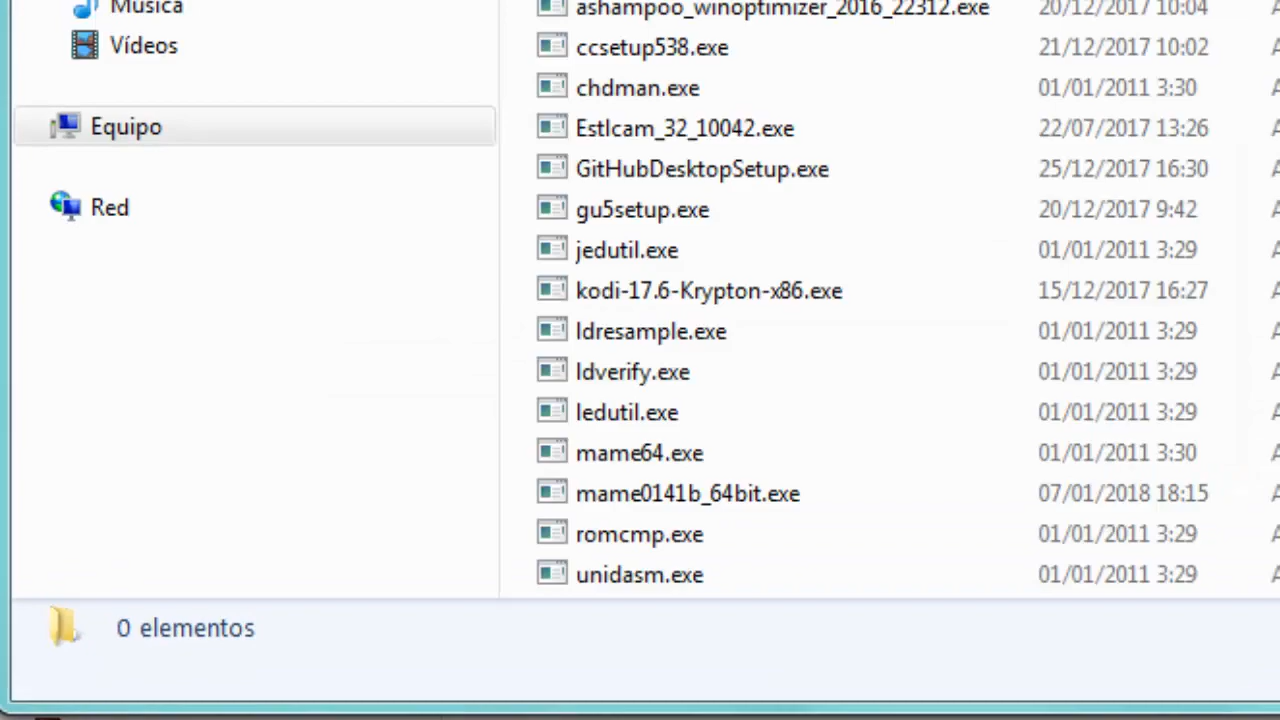 Música
Vídeos
Equipo
Red
ashampoo_winoptimizer_2016_22312.exe 20/12/2017 10:04 A
ccsetup538.exe 21/12/2017 10:02 A
chdman.exe 01/01/2011 3:30 A
Estlcam_32_10042.exe 22/07/2017 13:26 A
GitHubDesktopSetup.exe 25/12/2017 16:30 A
gu5setup.exe 20/12/2017 9:42 A
jedutil.exe 01/01/2011 3:29 A
kodi-17.6-Krypton-x86.exe 15/12/2017 16:27 A
ldresample.exe 01/01/2011 3:29 A
ldverify.exe 01/01/2011 3:29 A
ledutil.exe 01/01/2011 3:29 A
mame64.exe 01/01/2011 3:30 A
mame0141b_64bit.exe 07/01/2018 18:15 A
romcmp.exe 01/01/2011 3:29 A
unidasm.exe 01/01/2011 3:29 A
0 elementos